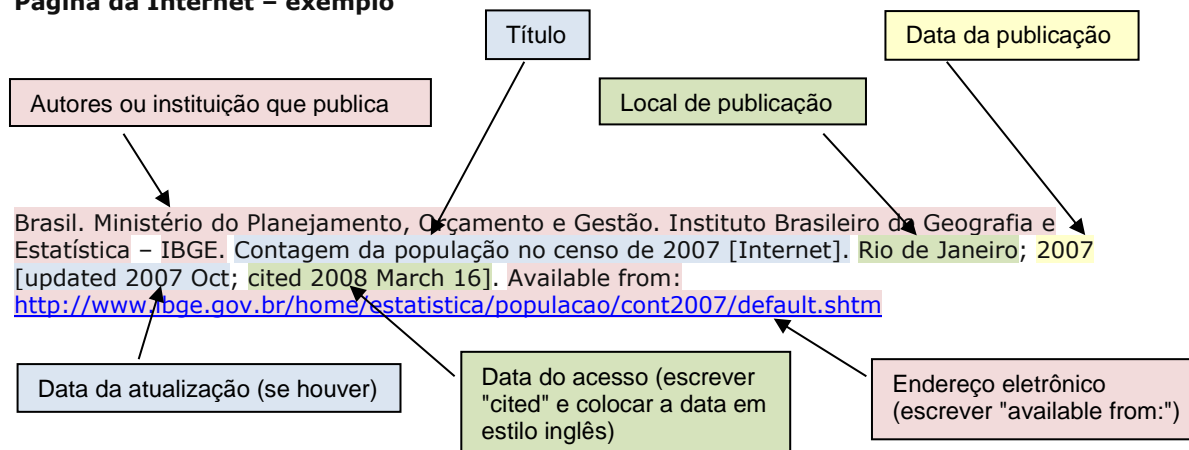 Página da Internet – exemplo
Título
Data da publicação
Autores ou instituição que publica
Local de publicação
Brasil. Ministério do Planejamento, Orçamento e Gestão. Instituto Brasileiro de Geografia e
Estatística – IBGE. Contagem da população no censo de 2007 [Internet]. Rio de Janeiro; 2007
[updated 2007 Oct; cited 2008 March 16]. Available from:
http://www.ibge.gov.br/home/estatistica/populacao/cont2007/default.shtm
Data da atualização (se houver)
Data do acesso (escrever
"cited" e colocar a data em
estilo inglês)
Endereço eletrônico
(escrever "available from:")